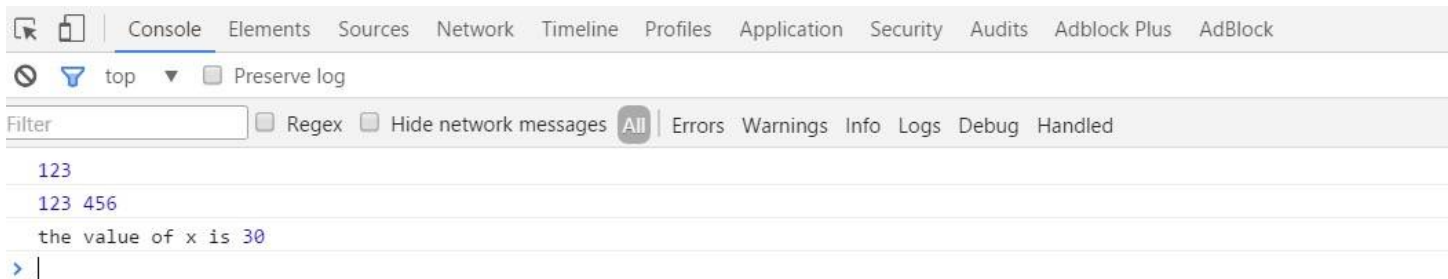 Console Elements Sources Network Timeline Profiles Application Security Audits Adblock Plus AdBlock
top ▼ Preserve log
Filter Regex Hide network messages All Errors Warnings Info Logs Debug Handled
123
123 456
the value of x is 30
>